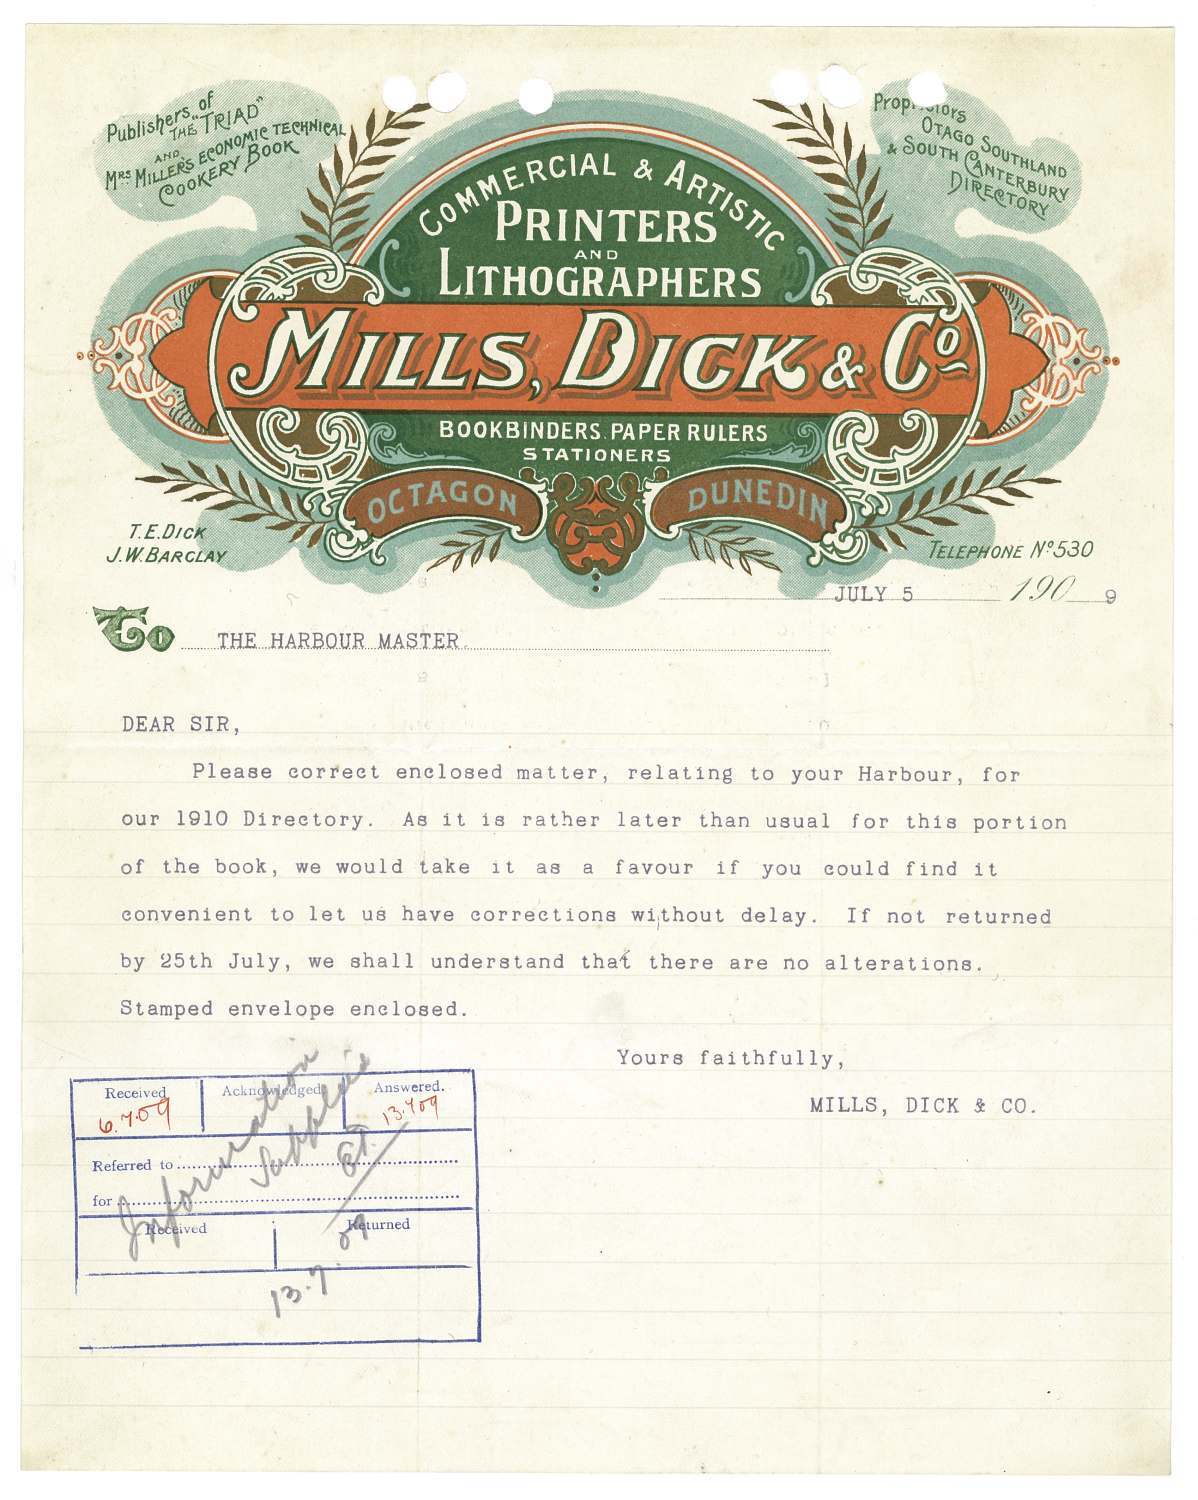 Publishers of
THE "TRIAD"
AND
MRS MILLER'S ECONOMIC TECHNICAL
COOKERY BOOK
OTAGO SOUTHLAND
& SOUTH CANTERBURY
DIRECTORY
COMMERCIAL & ARTISTIC
PRINTERS
AND
LITHOGRAPHERS
MILLS, DICK & Co.
BOOKBINDERS. PAPER RULERS
STATIONERS
OCTAGON DUNEDIN
T.E. DICK
J.W. BARCLAY
TELEPHONE No 530
JULY 5 1909
To THE HARBOUR MASTER.
DEAR SIR,
Please correct enclosed matter, relating to your Harbour, for
our 1910 Directory. As it is rather later than usual for this portion
of the book, we would take it as a favour if you could find it
convenient to let us have corrections without delay. If not returned
by 25th July, we shall understand that there are no alterations.
Stamped envelope enclosed.
Yours faithfully,
MILLS, DICK & CO.
Received Acknowledged Answered.
6.7.09 13.7.09
Referred to
for
Received Returned
Information
Supplied
13.7.09